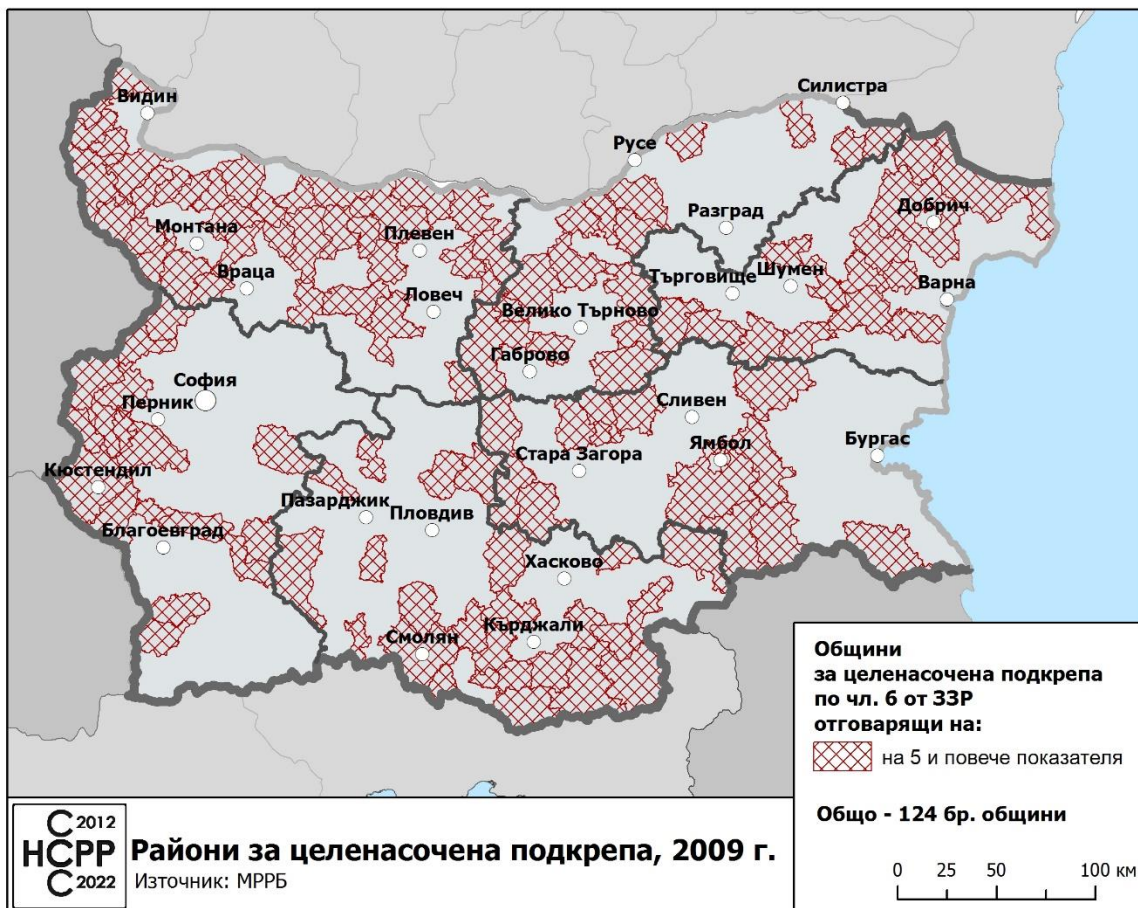 Видин
Силистра
Русе
Добрич
Разград
Монтана
Плевен
Търговище
Шумен
Враца
Варна
Ловеч
Велико Търново
Габрово
София
Сливен
Перник
Ямбол
Бургас
Стара Загора
Кюстендил
Пазарджик
Пловдив
Благоевград
Хасково
Кърджали
Смолян
Общини
за целенасочена подкрепа
по чл. 6 от ЗЗР
отговарящи на:
на 5 и повече показателя
Общо - 124 бр. общини
0 25 50 100 км
С 2012
НСРР
С 2022
Райони за целенасочена подкрепа, 2009 г.
Източник: МРРБ